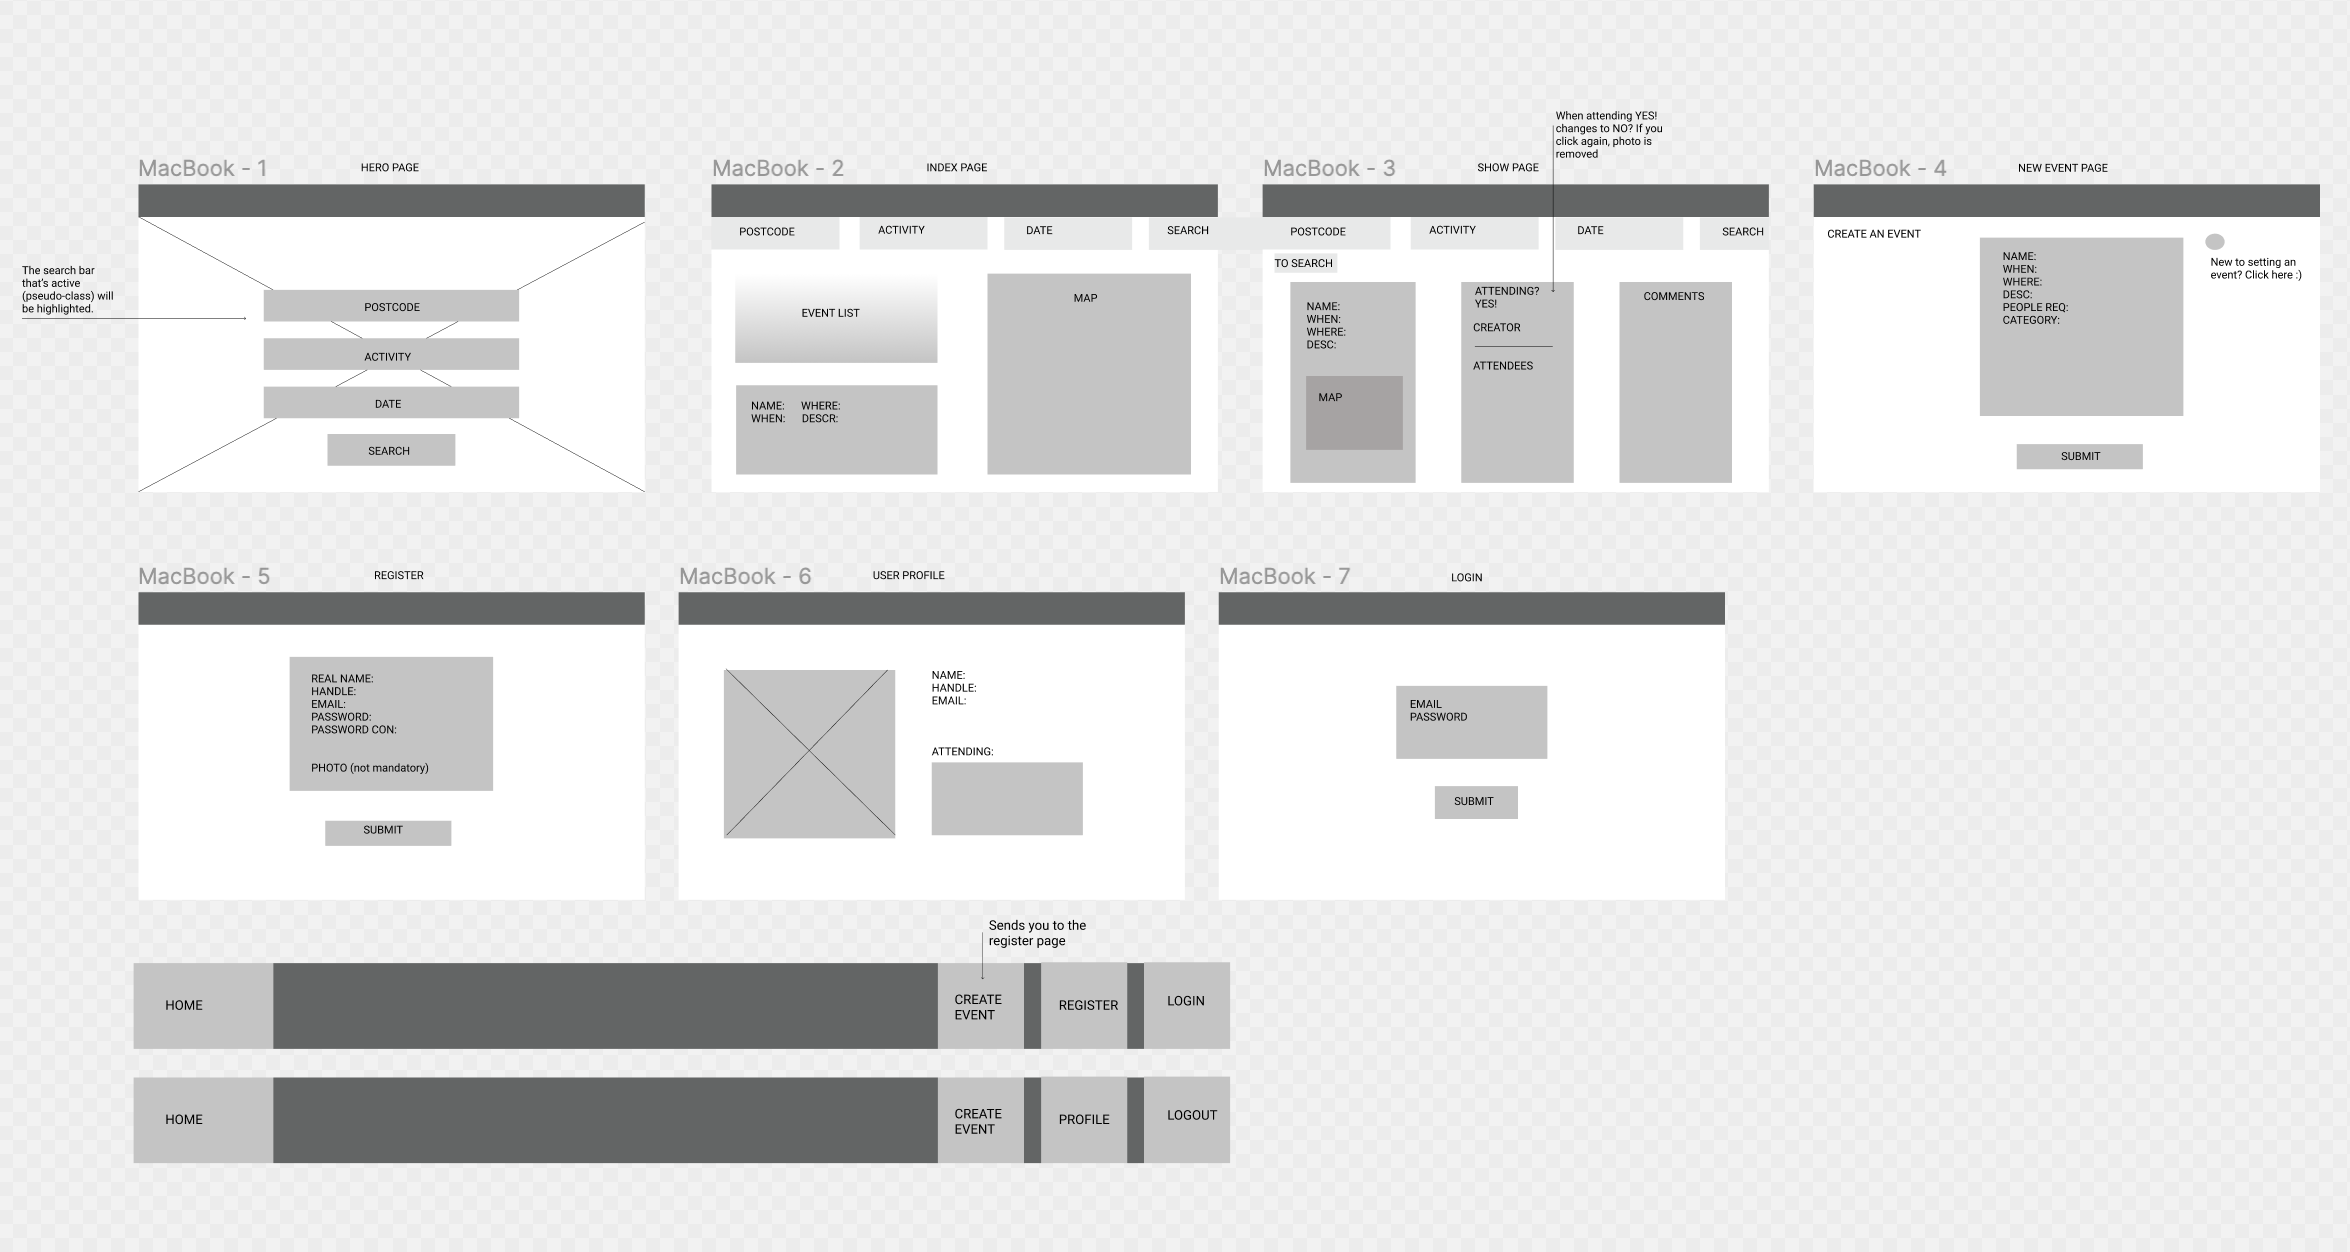 When attending YES!
changes to NO? If you
click again, photo is
removed
MacBook - 1
HERO PAGE
The search bar
that's active
(pseudo-class) will
be highlighted.
POSTCODE
ACTIVITY
DATE
SEARCH
MacBook - 2
INDEX PAGE
POSTCODE
ACTIVITY
DATE
SEARCH
EVENT LIST
MAP
NAME: WHERE:
WHEN: DESCR:
MacBook - 3
SHOW PAGE
POSTCODE
ACTIVITY
DATE
SEARCH
TO SEARCH
NAME:
WHEN:
WHERE:
DESC:
MAP
ATTENDING?
YES!
CREATOR
ATTENDEES
COMMENTS
MacBook - 4
NEW EVENT PAGE
CREATE AN EVENT
NAME:
WHEN:
WHERE:
DESC:
PEOPLE REQ:
CATEGORY:
New to setting an
event? Click here :)
SUBMIT
MacBook - 5
REGISTER
REAL NAME:
HANDLE:
EMAIL:
PASSWORD:
PASSWORD CON:
PHOTO (not mandatory)
SUBMIT
MacBook - 6
USER PROFILE
NAME:
HANDLE:
EMAIL:
ATTENDING:
MacBook - 7
LOGIN
EMAIL
PASSWORD
SUBMIT
Sends you to the
register page
HOME
CREATE
EVENT
REGISTER
LOGIN
HOME
CREATE
EVENT
PROFILE
LOGOUT